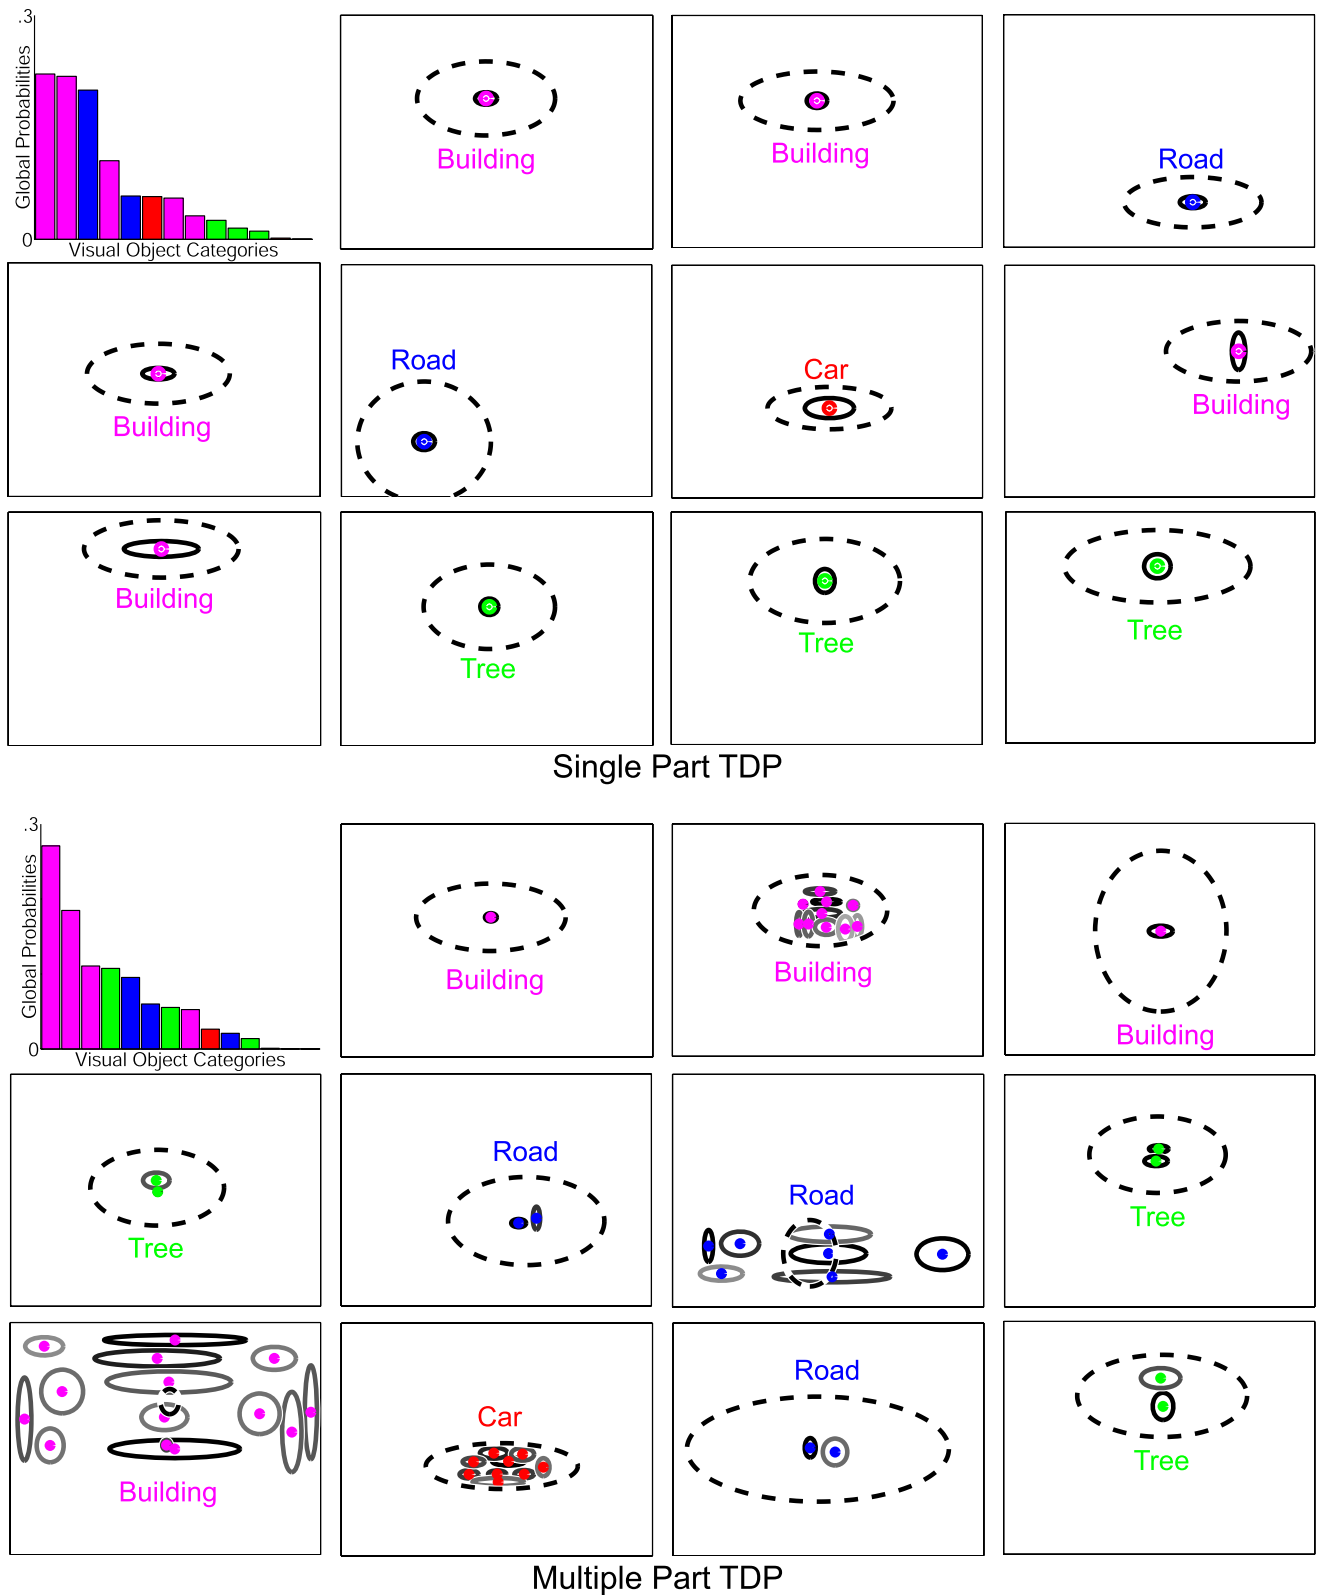 .3
Global Probabilities
0
Visual Object Categories
Building
Building
Road
Building
Road
Car
Building
Building
Tree
Tree
Tree
Single Part TDP
.3
Global Probabilities
0
Visual Object Categories
Building
Building
Building
Tree
Road
Road
Tree
Building
Car
Road
Tree
Multiple Part TDP